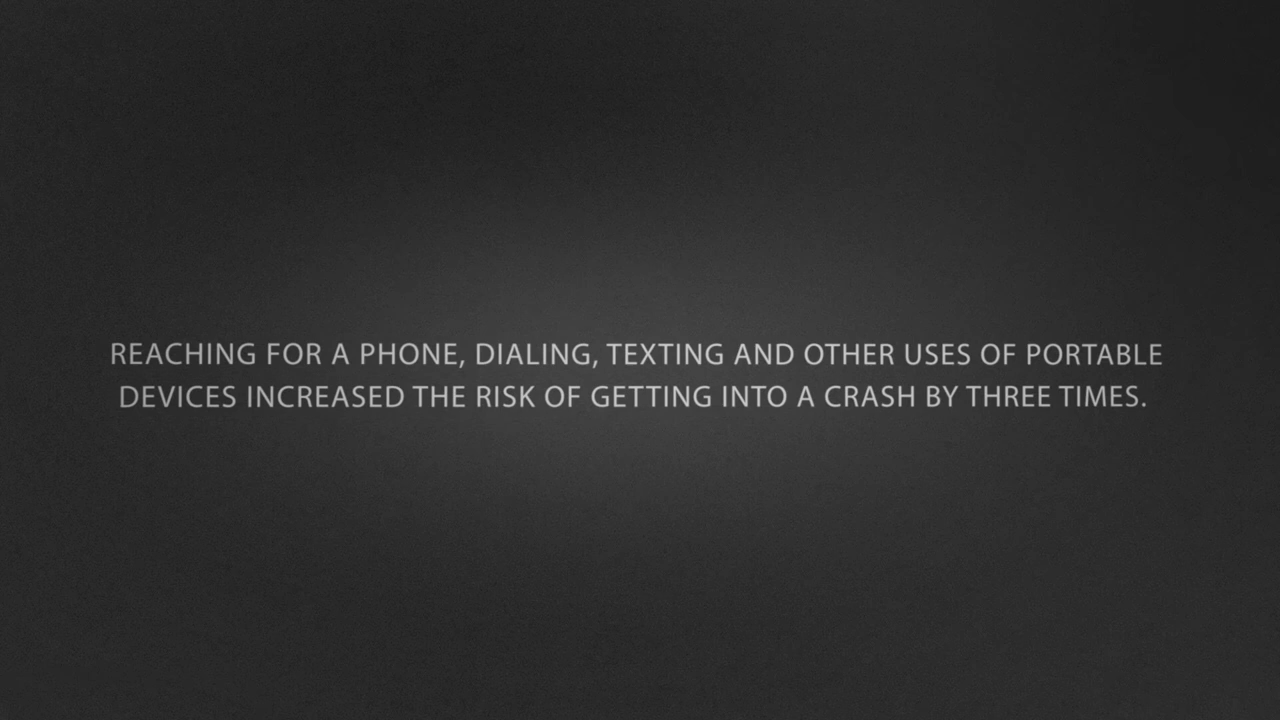 REACHING FOR A PHONE, DIALING, TEXTING AND OTHER USES OF PORTABLE
DEVICES INCREASED THE RISK OF GETTING INTO A CRASH BY THREE TIMES.